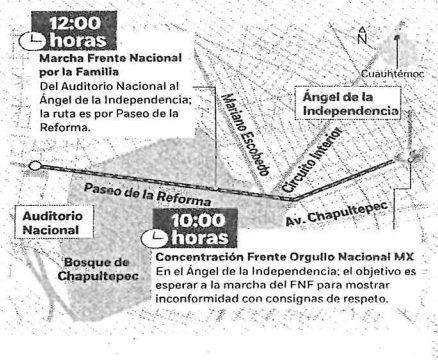 12:00
horas
Marcha Frente Nacional
por la Familia
Del Auditorio Nacional al
Ángel de la Independencia;
la ruta es por Paseo de la
Reforma.
N
Cuauhtémoc
Ángel de la
Independencia
Mariano Escobedo
Circuito Interior
Paseo de la Reforma
Av. Chapultepec
Auditorio
Nacional
Bosque de
Chapultepec
10:00
horas
Concentración Frente Orgullo Nacional MX
En el Ángel de la Independencia; el objetivo es
esperar a la marcha del FNF para mostrar
inconformidad con consignas de respeto.